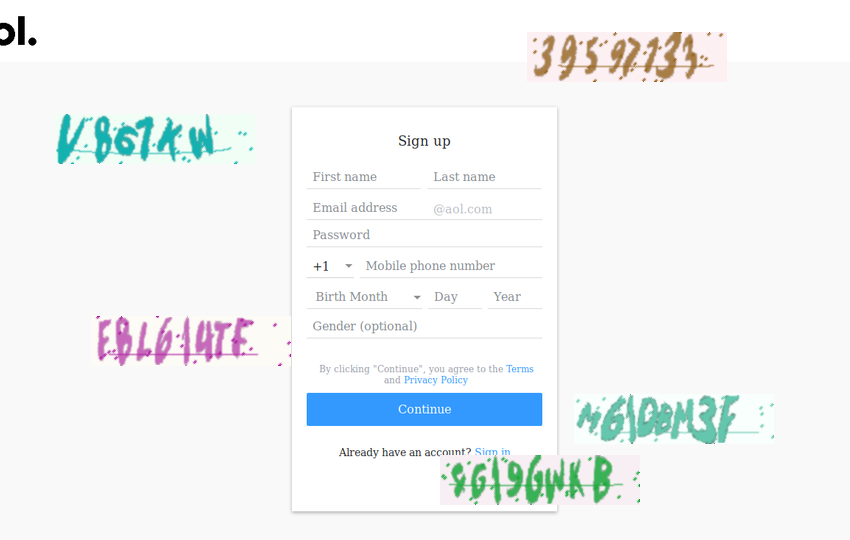 ol.
39597133
V867KW
Sign up
First name Last name
Email address @aol.com
Password
+1 Mobile phone number
Birth Month Day Year
Gender (optional)
EBLG14TF
By clicking "Continue", you agree to the Terms
and Privacy Policy
Continue
MG1DBM3F
Already have an account? Sign in
8G19GWKB